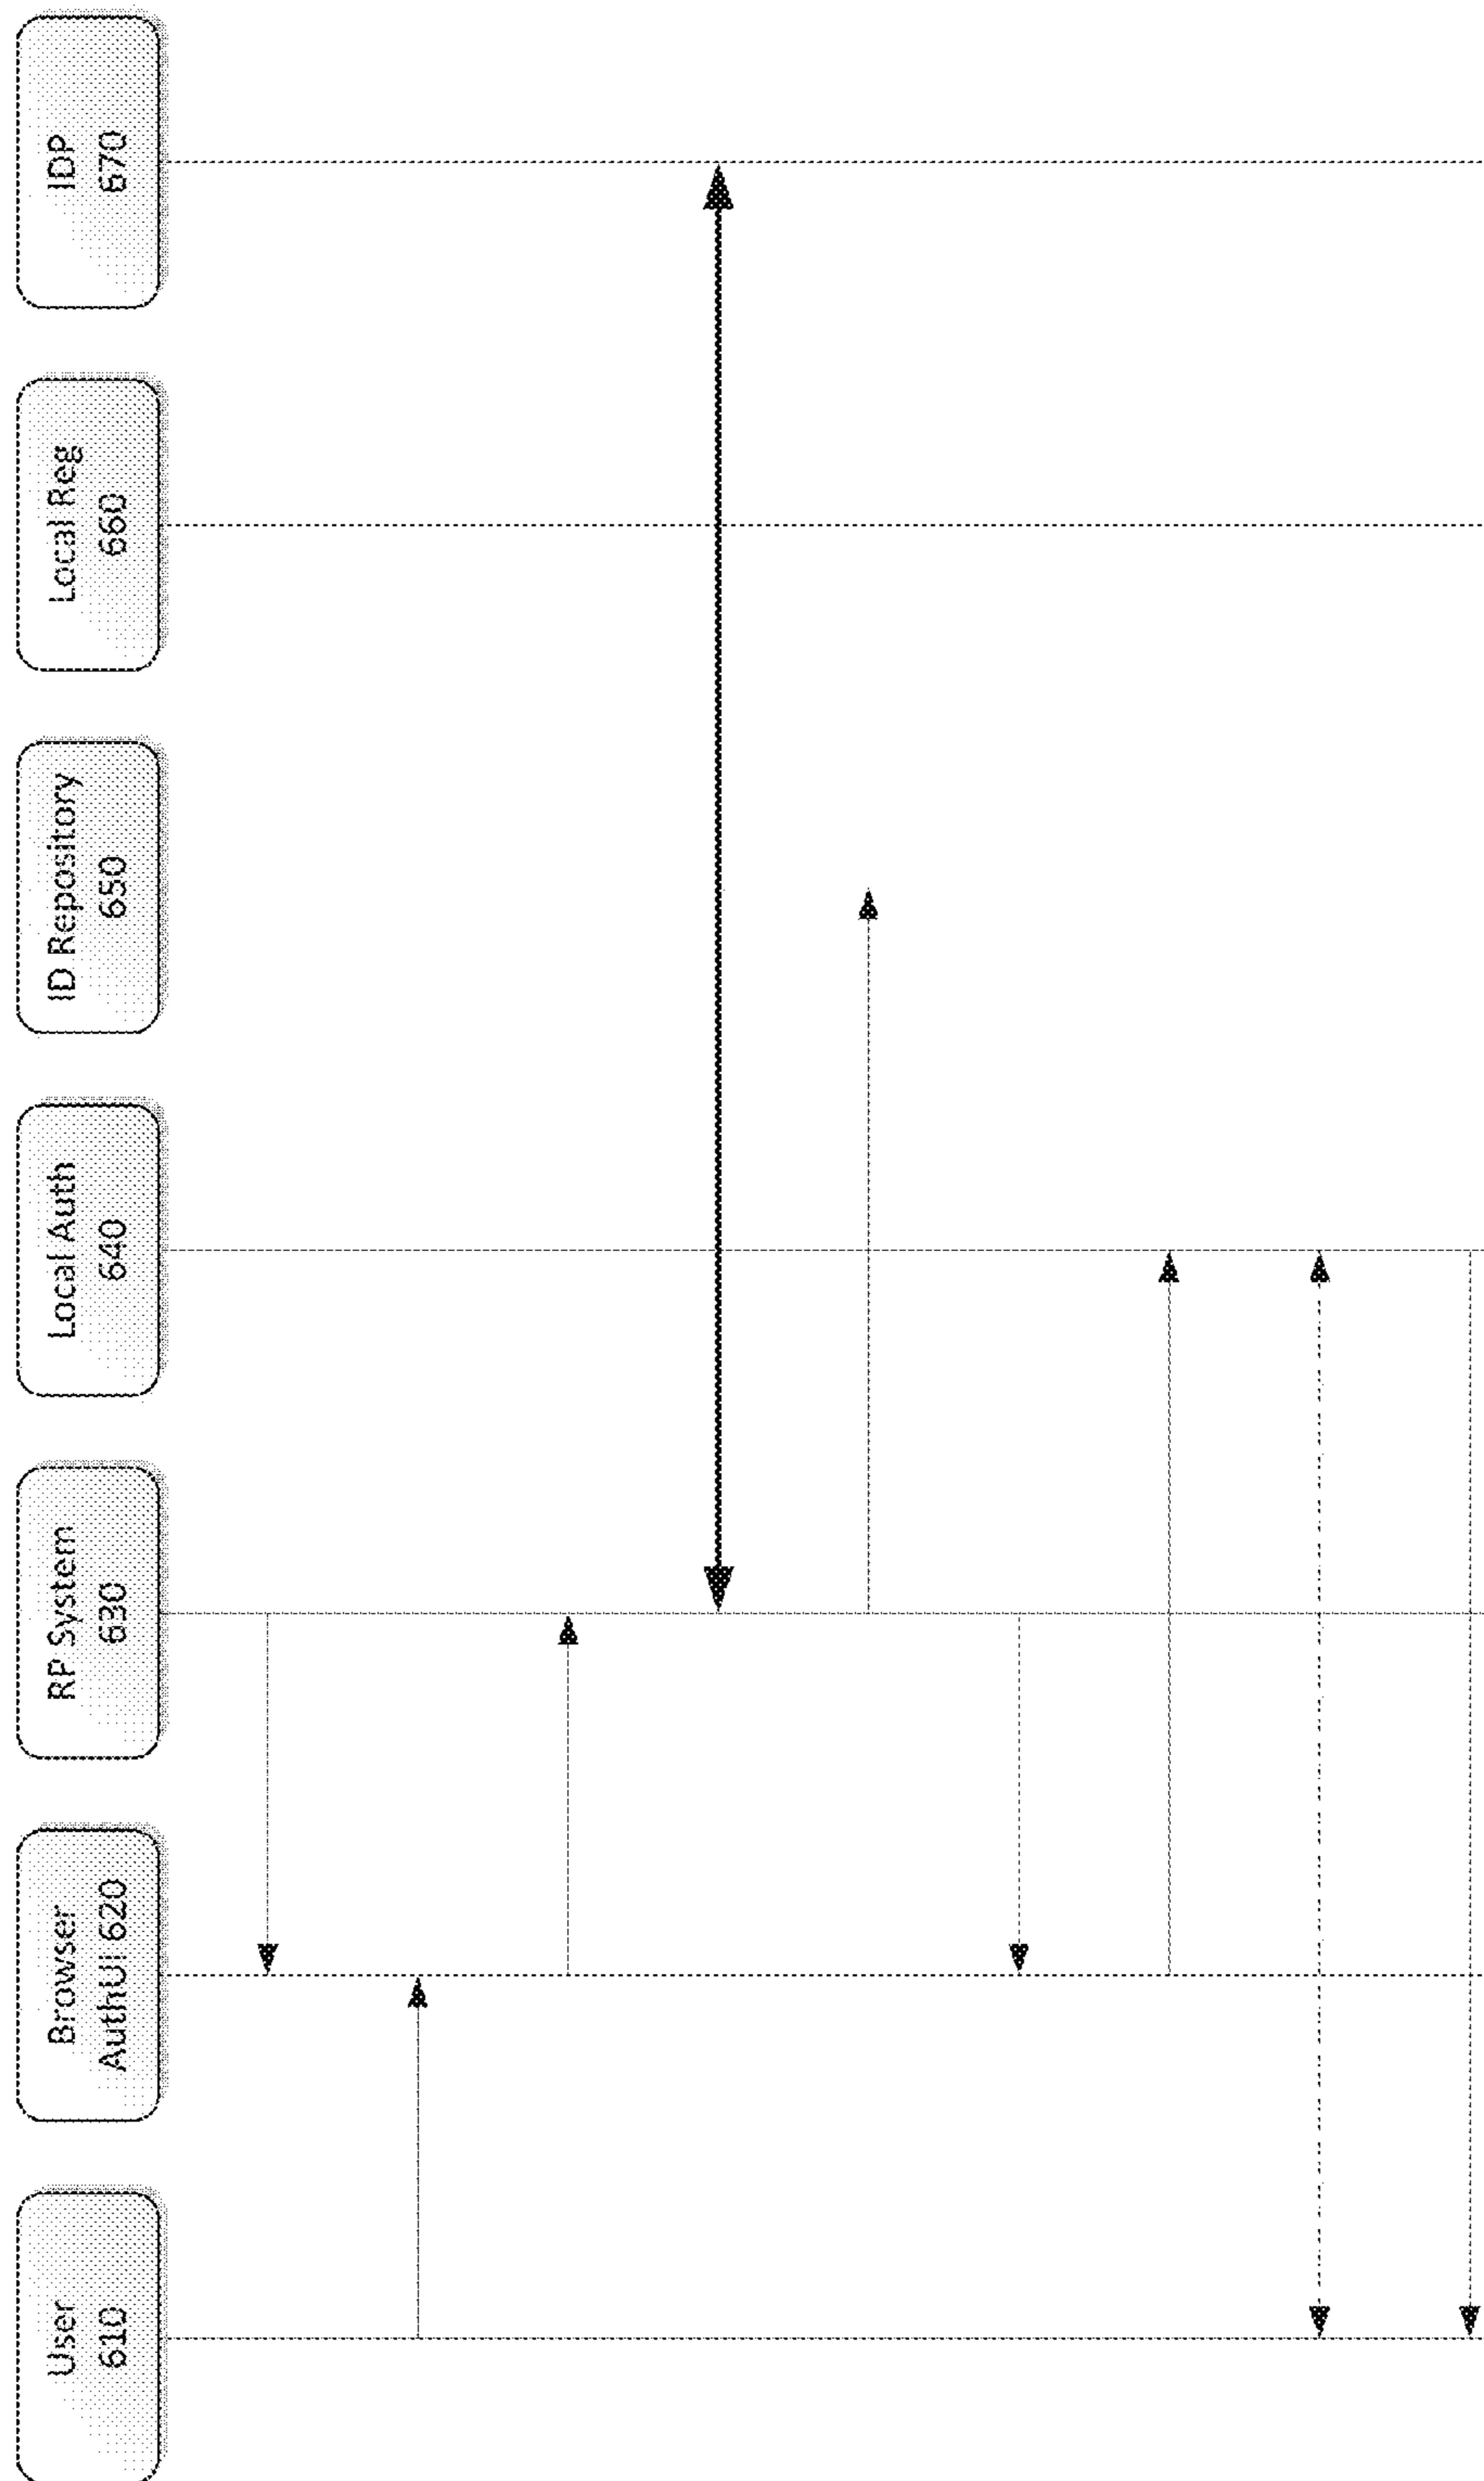 User
610
Browser
AuthUI 620
RP System
630
Local Auth
640
ID Repository
650
Local Reg
660
IDP
670